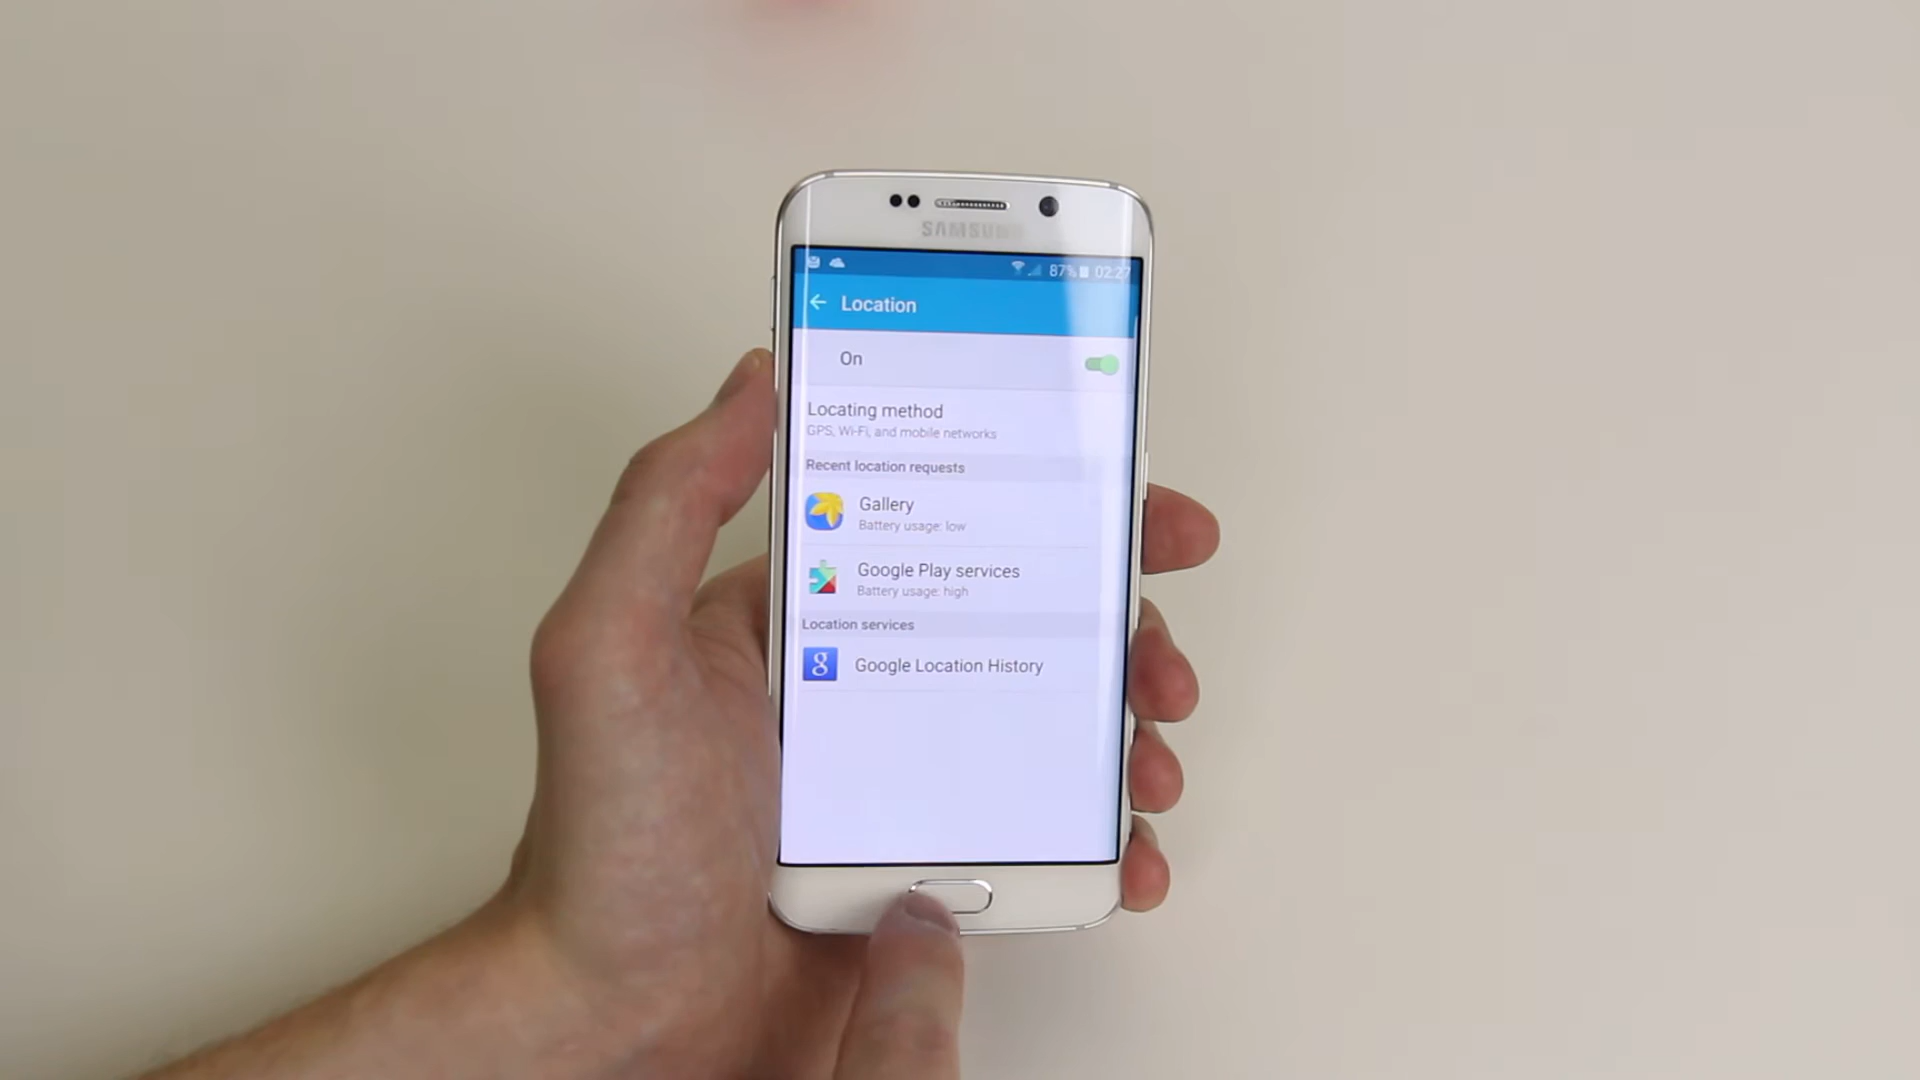 SAMSUNG
87% 02:27
Location
On
Locating method
GPS, Wi-Fi, and mobile networks
Recent location requests
Gallery
Battery usage: low
Google Play services
Battery usage: high
Location services
g
Google Location History